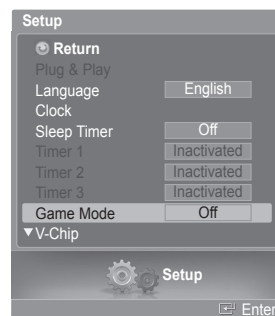 Setup
Return
Plug & Play
Language English
Clock
Sleep Timer Off
Timer 1 Inactivated
Timer 2 Inactivated
Timer 3 Inactivated
Game Mode Off
▼V-Chip
Setup
Enter